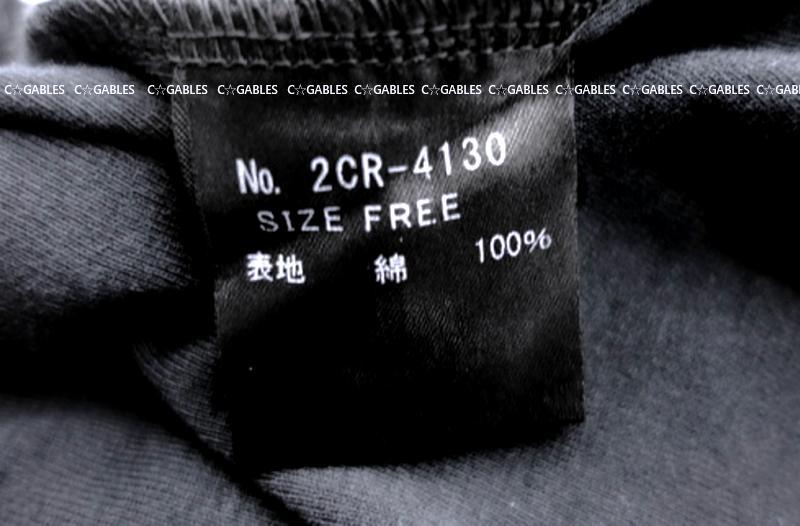 C☆GABLES C☆GABLES C☆GABLES C☆GABLES C☆GABLES C☆GABLES C☆GABLES C☆GABLES C☆GABLES C☆GABLES C☆GABLES C☆GAB
No. 2CR-4130
SIZE FREE
表地 綿 100%